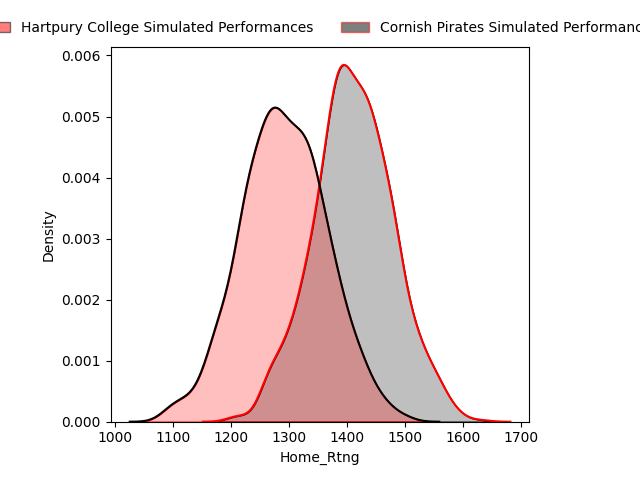 Hartpury College Simulated Performances
Cornish Pirates Simulated
0.006
0.005
0.004
0.003
0.002
0.001
0.000
Density
1000 1100 1200 1300 1400 1500 1600 1700
Home_Rtng